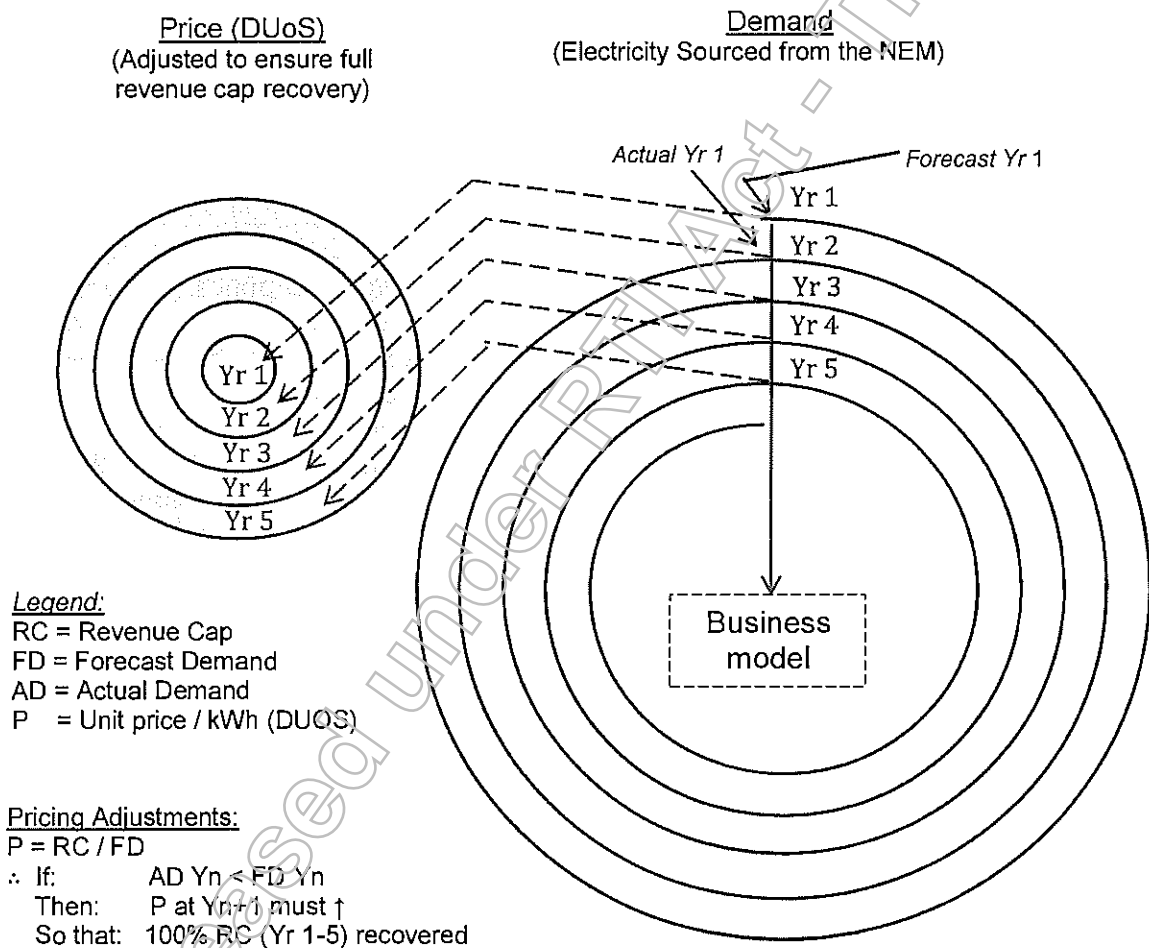 Price (DUoS)
(Adjusted to ensure full
revenue cap recovery)
Demand
(Electricity Sourced from the NEM)
Actual Yr 1
Forecast Yr 1
Yr 1
Yr 2
Yr 3
Yr 4
Yr 5
Yr 1
Yr 2
Yr 3
Yr 4
Yr 5
Business
model
Legend:
RC = Revenue Cap
FD = Forecast Demand
AD = Actual Demand
P = Unit price / kWh (DUOS)
Pricing Adjustments:
P = RC / FD
∴ If: AD Yn < FD Yn
Then: P at Yn+1 must ↑
So that: 100% RC (Yr 1-5) recovered
under RTI Act -